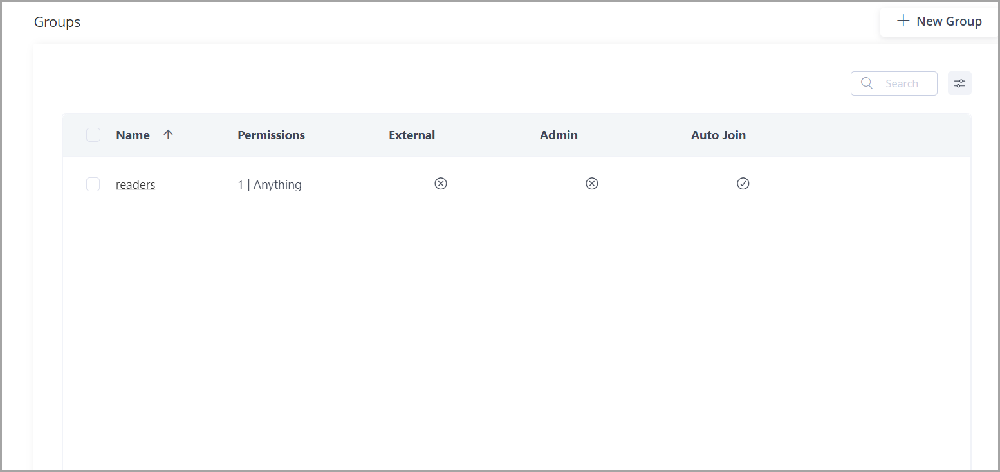 Groups
New Group
Search
Name Permissions External Admin Auto Join
readers 1 | Anything